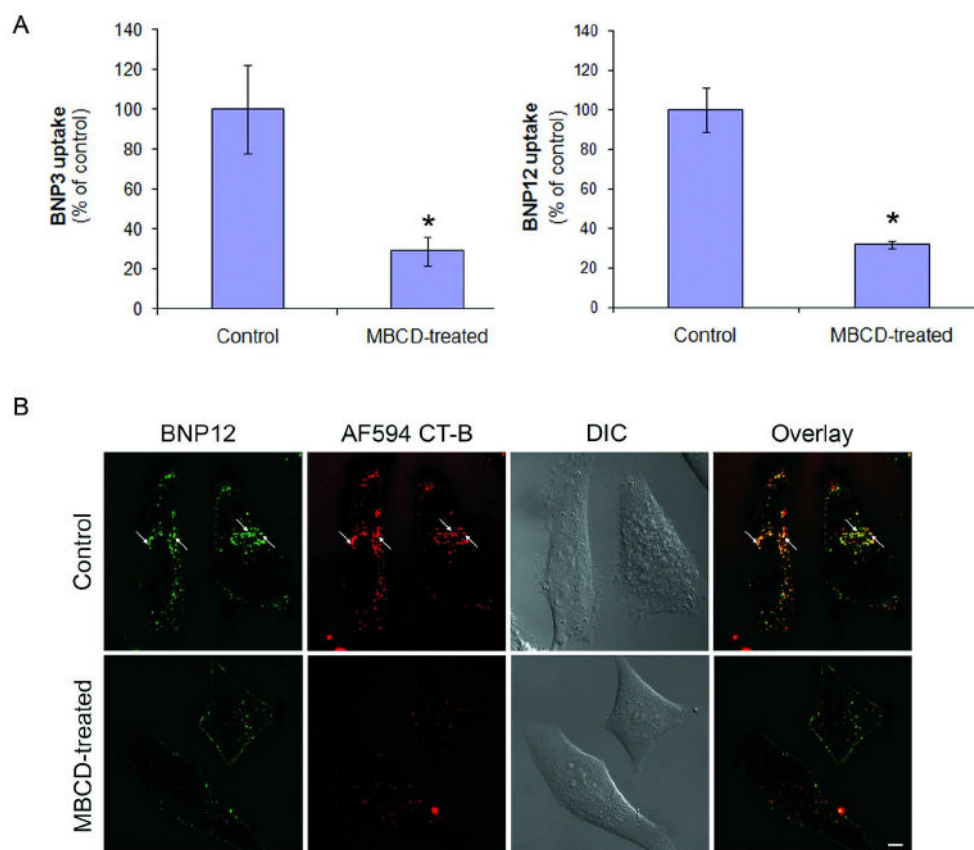 A
BNP3 uptake
(% of control)
140
120
100
80
60
40
20
0
*
Control
MBCD-treated
BNP12 uptake
(% of control)
140
120
100
80
60
40
20
0
*
Control
MBCD-treated
B
BNP12
AF594 CT-B
DIC
Overlay
Control
MBCD-treated